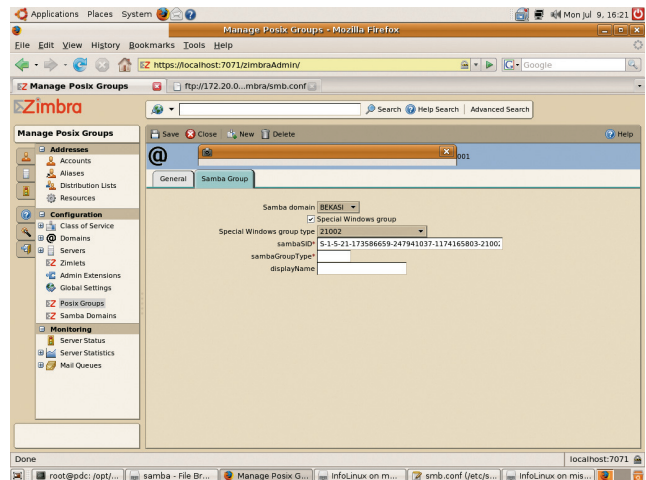 Applications Places System Mon Jul 9, 16:21
Manage Posix Groups - Mozilla Firefox
File Edit View History Bookmarks Tools Help
https://localhost:7071/zimbraAdmin/ Google
Manage Posix Groups ftp://172.20.0...mbra/smb.conf
Zimbra Search Help Search Advanced Search
Manage Posix Groups Save Close New Delete Help
Addresses
Accounts
Aliases
Distribution Lists
Resources
Configuration
Class of Service
Domains
Servers
Zimlets
Admin Extensions
Global Settings
Posix Groups
Samba Domains
Monitoring
Server Status
Server Statistics
Mail Queues
@ 001
General Samba Group
Samba domain BEKASI
Special Windows group
Special Windows group type 21002
sambaSID* S-1-5-21-173586659-247941037-1174165803-21002
sambaGroupType*
displayName
Done localhost:7071
root@pdc: /opt/... samba - File Br... Manage Posix G... InfoLinux on m... smb.conf (/etc/s... InfoLinux on mis...